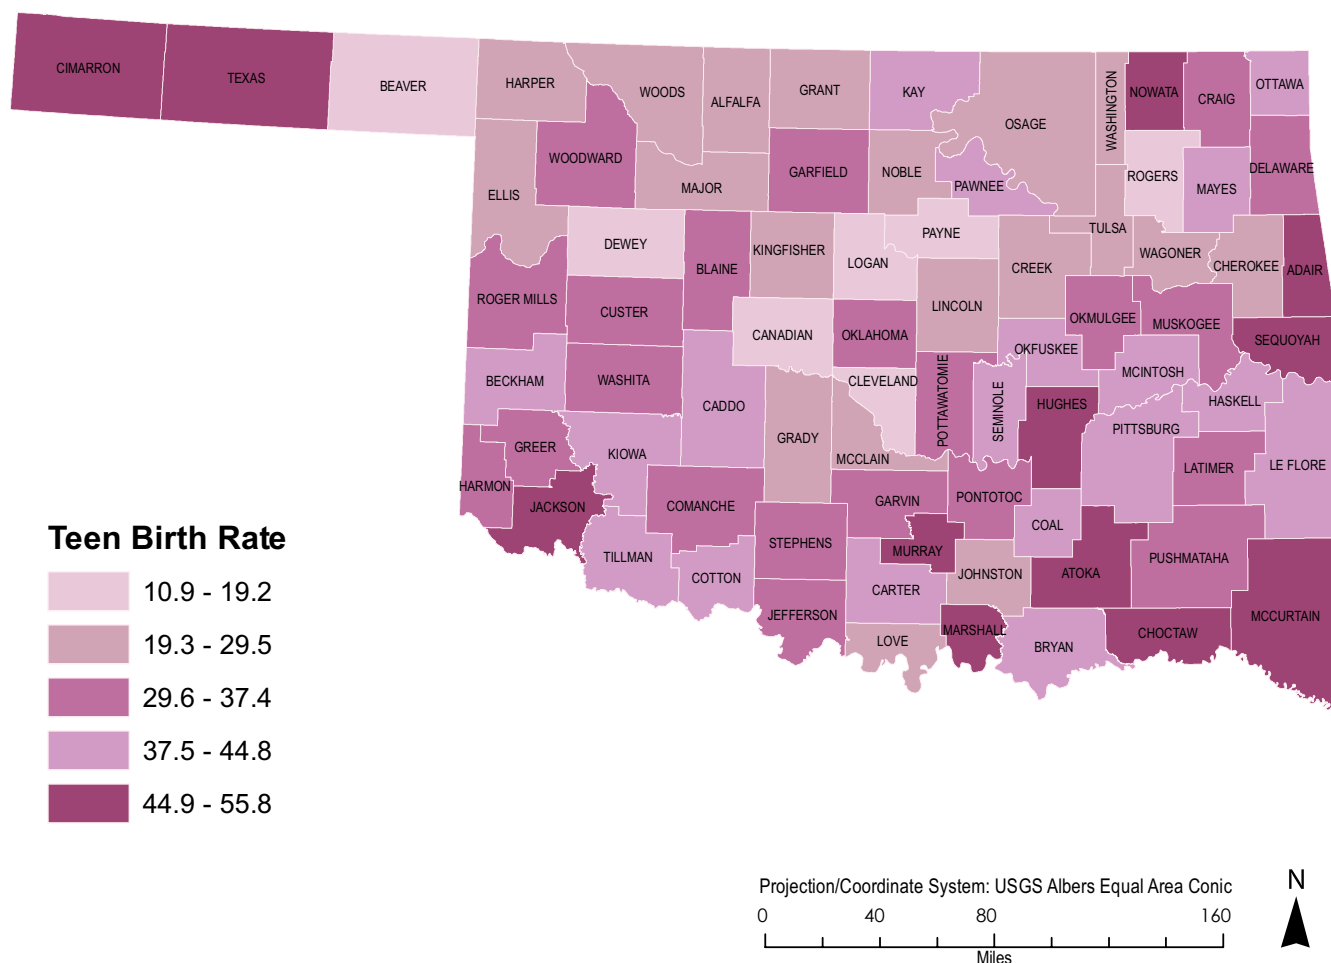 CIMARRON
TEXAS
BEAVER
HARPER
WOODS
ALFALFA
GRANT
KAY
OSAGE
WASHINGTON
NOWATA
CRAIG
OTTAWA
ELLIS
WOODWARD
MAJOR
GARFIELD
NOBLE
PAWNEE
ROGERS
MAYES
DELAWARE
DEWEY
BLAINE
KINGFISHER
LOGAN
PAYNE
CREEK
TULSA
WAGONER
CHEROKEE
ADAIR
ROGER MILLS
CUSTER
CANADIAN
OKLAHOMA
LINCOLN
OKMULGEE
MUSKOGEE
SEQUOYAH
BECKHAM
WASHITA
CADDO
GRADY
CLEVELAND
MCCLAIN
POTTAWATOMIE
SEMINOLE
OKFUSKEE
HUGHES
MCINTOSH
PITTSBURG
HASKELL
LATIMER
LE FLORE
GREER
HARMON
JACKSON
KIOWA
COMANCHE
TILLMAN
COTTON
STEPHENS
JEFFERSON
GARVIN
MURRAY
CARTER
LOVE
PONTOTOC
COAL
JOHNSTON
MARSHALL
ATOKA
BRYAN
PUSHMATAHA
CHOCTAW
MCCURTAIN
Teen Birth Rate
10.9 - 19.2
19.3 - 29.5
29.6 - 37.4
37.5 - 44.8
44.9 - 55.8
Projection/Coordinate System: USGS Albers Equal Area Conic
0 40 80 160
Miles
N